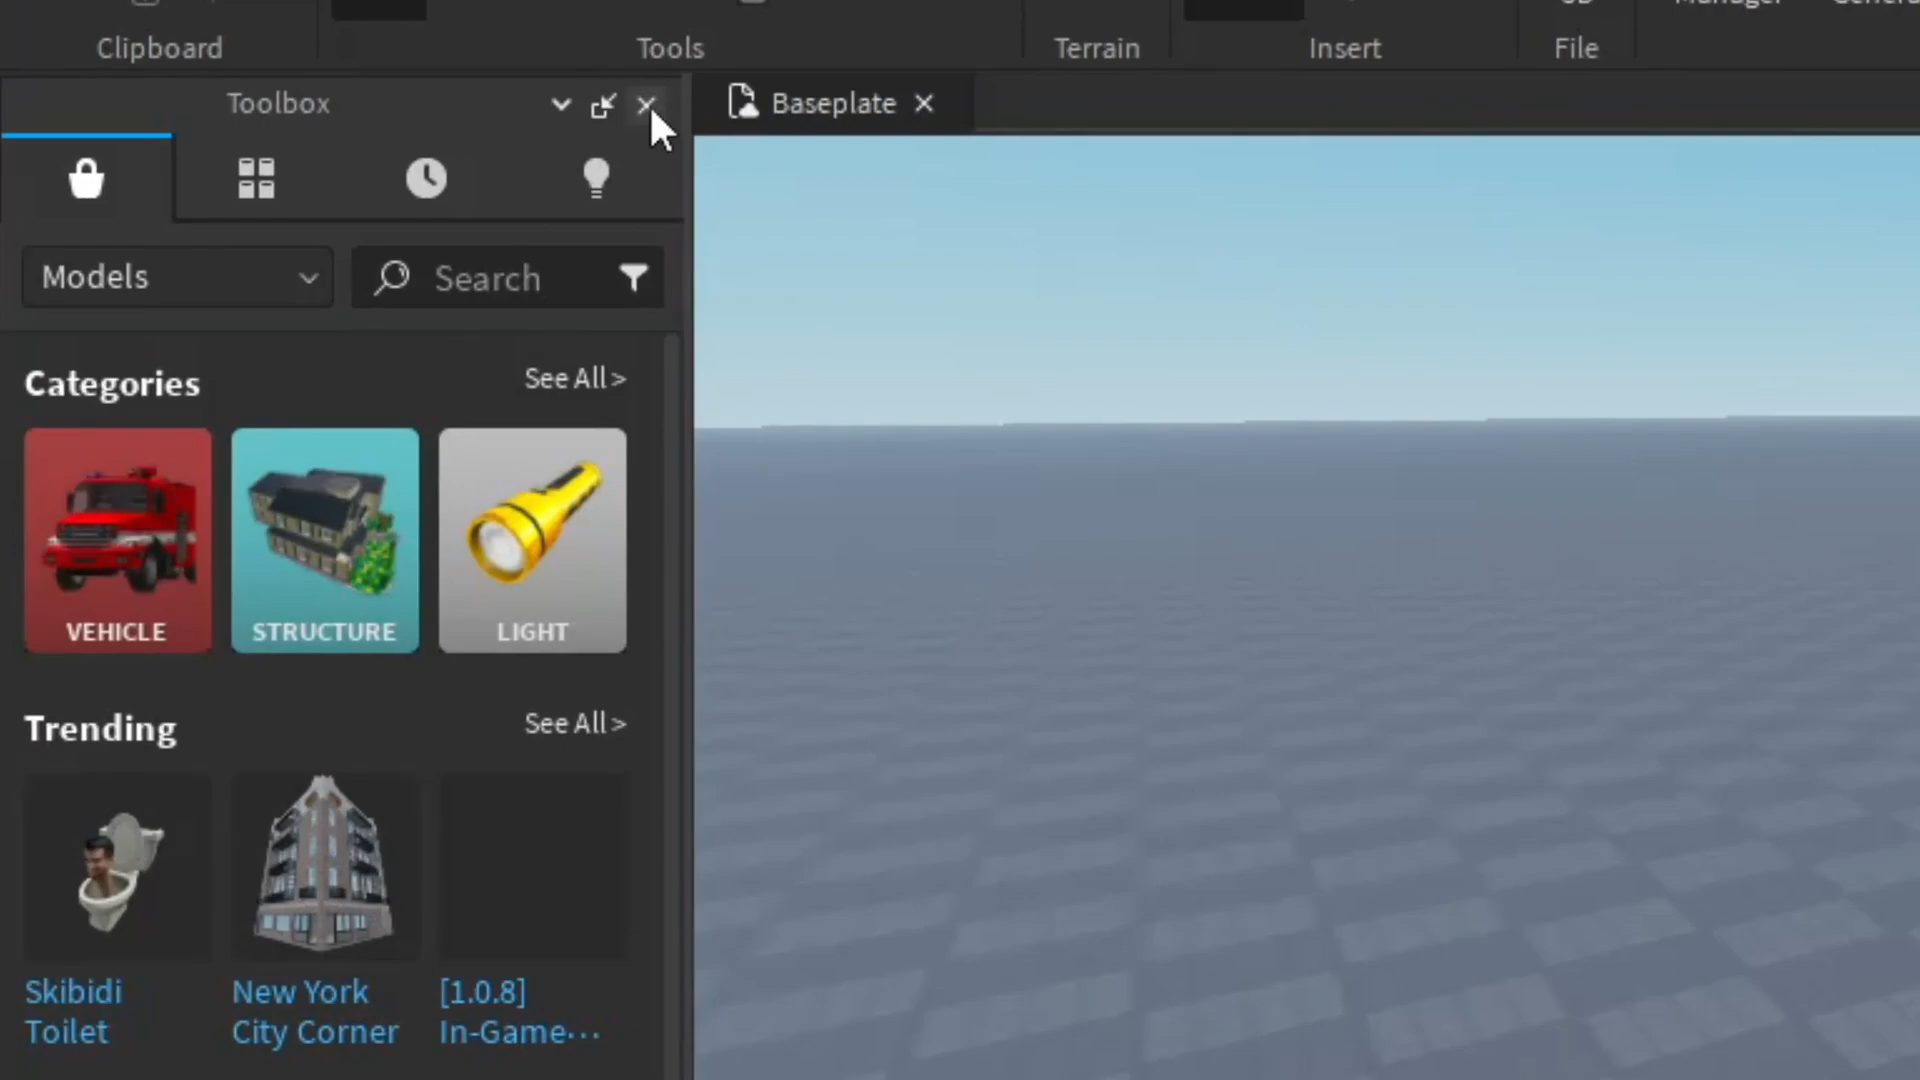 Clipboard
Tools
Terrain
Insert
File
Toolbox
Baseplate
Models
Search
Categories
See All >
VEHICLE
STRUCTURE
LIGHT
Trending
See All >
Skibidi
Toilet
New York
City Corner
[1.0.8]
In-Game···